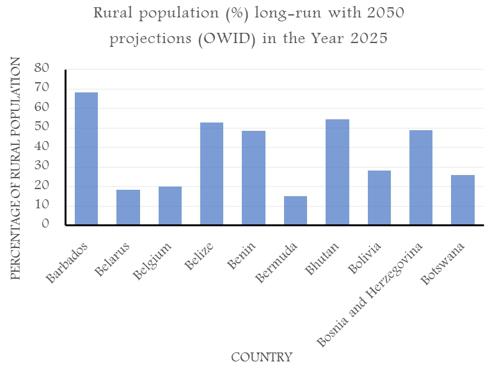 Rural population (%) long-run with 2050
projections (OWID) in the Year 2025
PERCENTAGE OF RURAL POPULATION
80
70
60
50
40
30
20
10
0
Barbados
Belarus
Belgium
Belize
Benin
Bermuda
Bhutan
Bolivia
Bosnia and Herzegovina
Botswana
COUNTRY